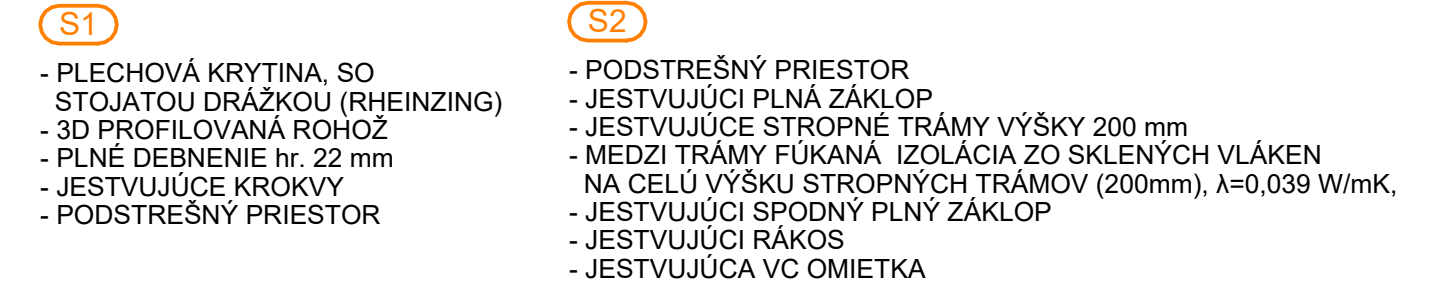 S1
- PLECHOVÁ KRYTINA, SO
STOJATOU DRÁŽKOU (RHEINZING)
- 3D PROFILOVANÁ ROHOŽ
- PLNÉ DEBNENIE hr. 22 mm
- JESTVUJÚCE KROKVY
- PODSTREŠNÝ PRIESTOR
S2
- PODSTREŠNÝ PRIESTOR
- JESTVUJÚCI PLNÁ ZÁKLOP
- JESTVUJÚCE STROPNÉ TRÁMY VÝŠKY 200 mm
- MEDZI TRÁMY FÚKANÁ  IZOLÁCIA ZO SKLENÝCH VLÁKEN
NA CELÚ VÝŠKU STROPNÝCH TRÁMOV (200mm), λ=0,039 W/mK,
- JESTVUJÚCI SPODNÝ PLNÝ ZÁKLOP
- JESTVUJÚCI RÁKOS
- JESTVUJÚCA VC OMIETKA